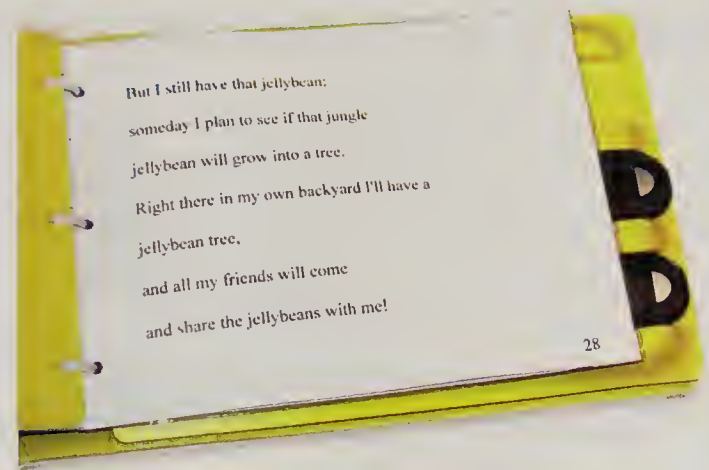 But I still have that jellybean;
someday I plan to see if that jungle
jellybean will grow into a tree.
Right there in my own backyard I'll have a
jellybean tree,
and all my friends will come
and share the jellybeans with me!
28